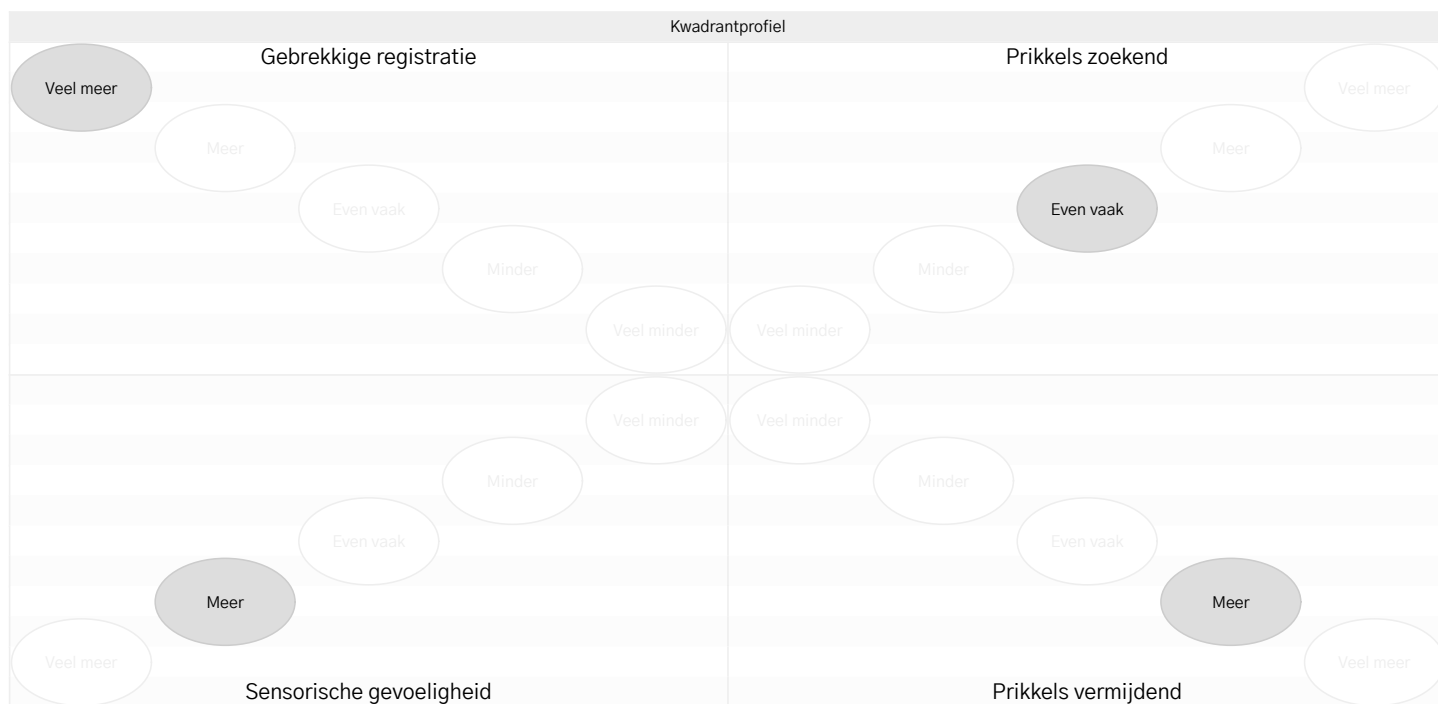 Kwadrantprofiel
Gebrekkige registratie
Prikkels zoekend
Veel meer
Veel meer
Meer
Meer
Even vaak
Even vaak
Minder
Minder
Veel minder
Veel minder
Veel minder
Veel minder
Minder
Minder
Even vaak
Even vaak
Meer
Meer
Veel meer
Veel meer
Sensorische gevoeligheid
Prikkels vermijdend